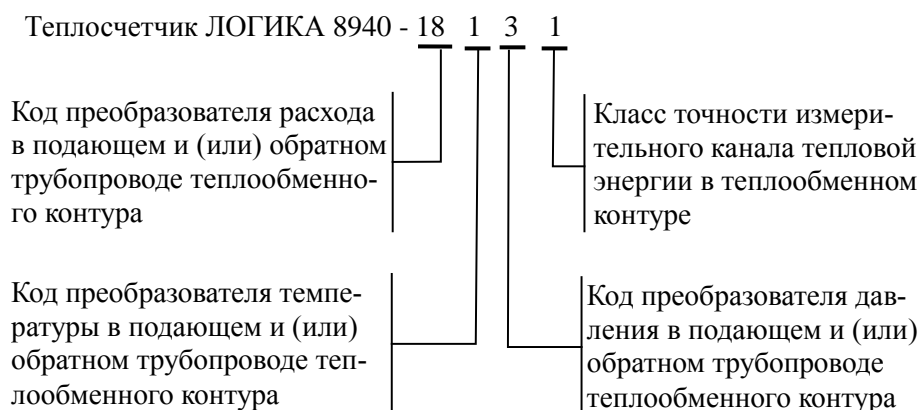 Теплосчетчик ЛОГИКА 8940 - 18 1 3 1
Код преобразователя расхода
в подающем и (или) обратном
трубопроводе теплообменно-
го контура
Класс точности измери-
тельного канала тепловой
энергии в теплообменном
контуре
Код преобразователя темпе-
ратуры в подающем и (или)
обратном трубопроводе теп-
лообменного контура
Код преобразователя дав-
ления в подающем и (или)
обратном трубопроводе
теплообменного контура